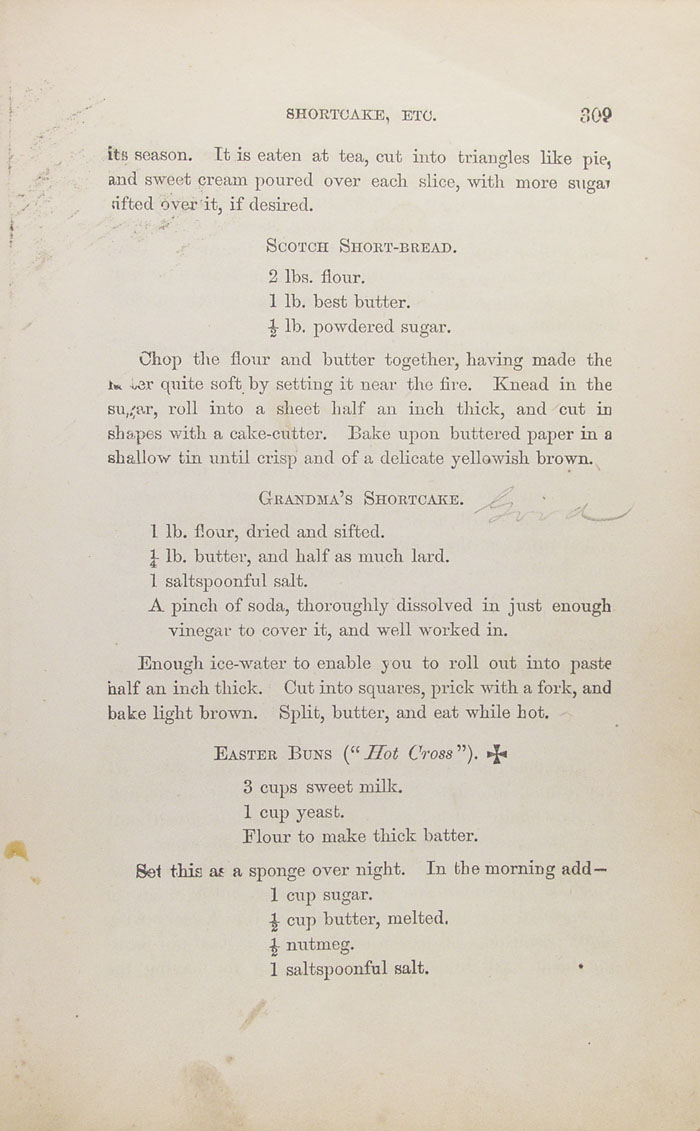 SHORTCAKE, ETC. 309
its season. It is eaten at tea, cut into triangles like pie,
and sweet cream poured over each slice, with more sugar
sifted over it, if desired.
SCOTCH SHORT-BREAD.
2 lbs. flour.
1 lb. best butter.
½ lb. powdered sugar.
Chop the flour and butter together, having made the
butter quite soft by setting it near the fire. Knead in the
sugar, roll into a sheet half an inch thick, and cut in
shapes with a cake-cutter. Bake upon buttered paper in a
shallow tin until crisp and of a delicate yellowish brown.
GRANDMA'S SHORTCAKE. Good
1 lb. flour, dried and sifted.
¼ lb. butter, and half as much lard.
1 saltspoonful salt.
A pinch of soda, thoroughly dissolved in just enough
vinegar to cover it, and well worked in.
Enough ice-water to enable you to roll out into paste
half an inch thick. Cut into squares, prick with a fork, and
bake light brown. Split, butter, and eat while hot.
EASTER BUNS ("Hot Cross"). ✠
3 cups sweet milk.
1 cup yeast.
Flour to make thick batter.
Set this as a sponge over night. In the morning add—
1 cup sugar.
½ cup butter, melted.
½ nutmeg.
1 saltspoonful salt.